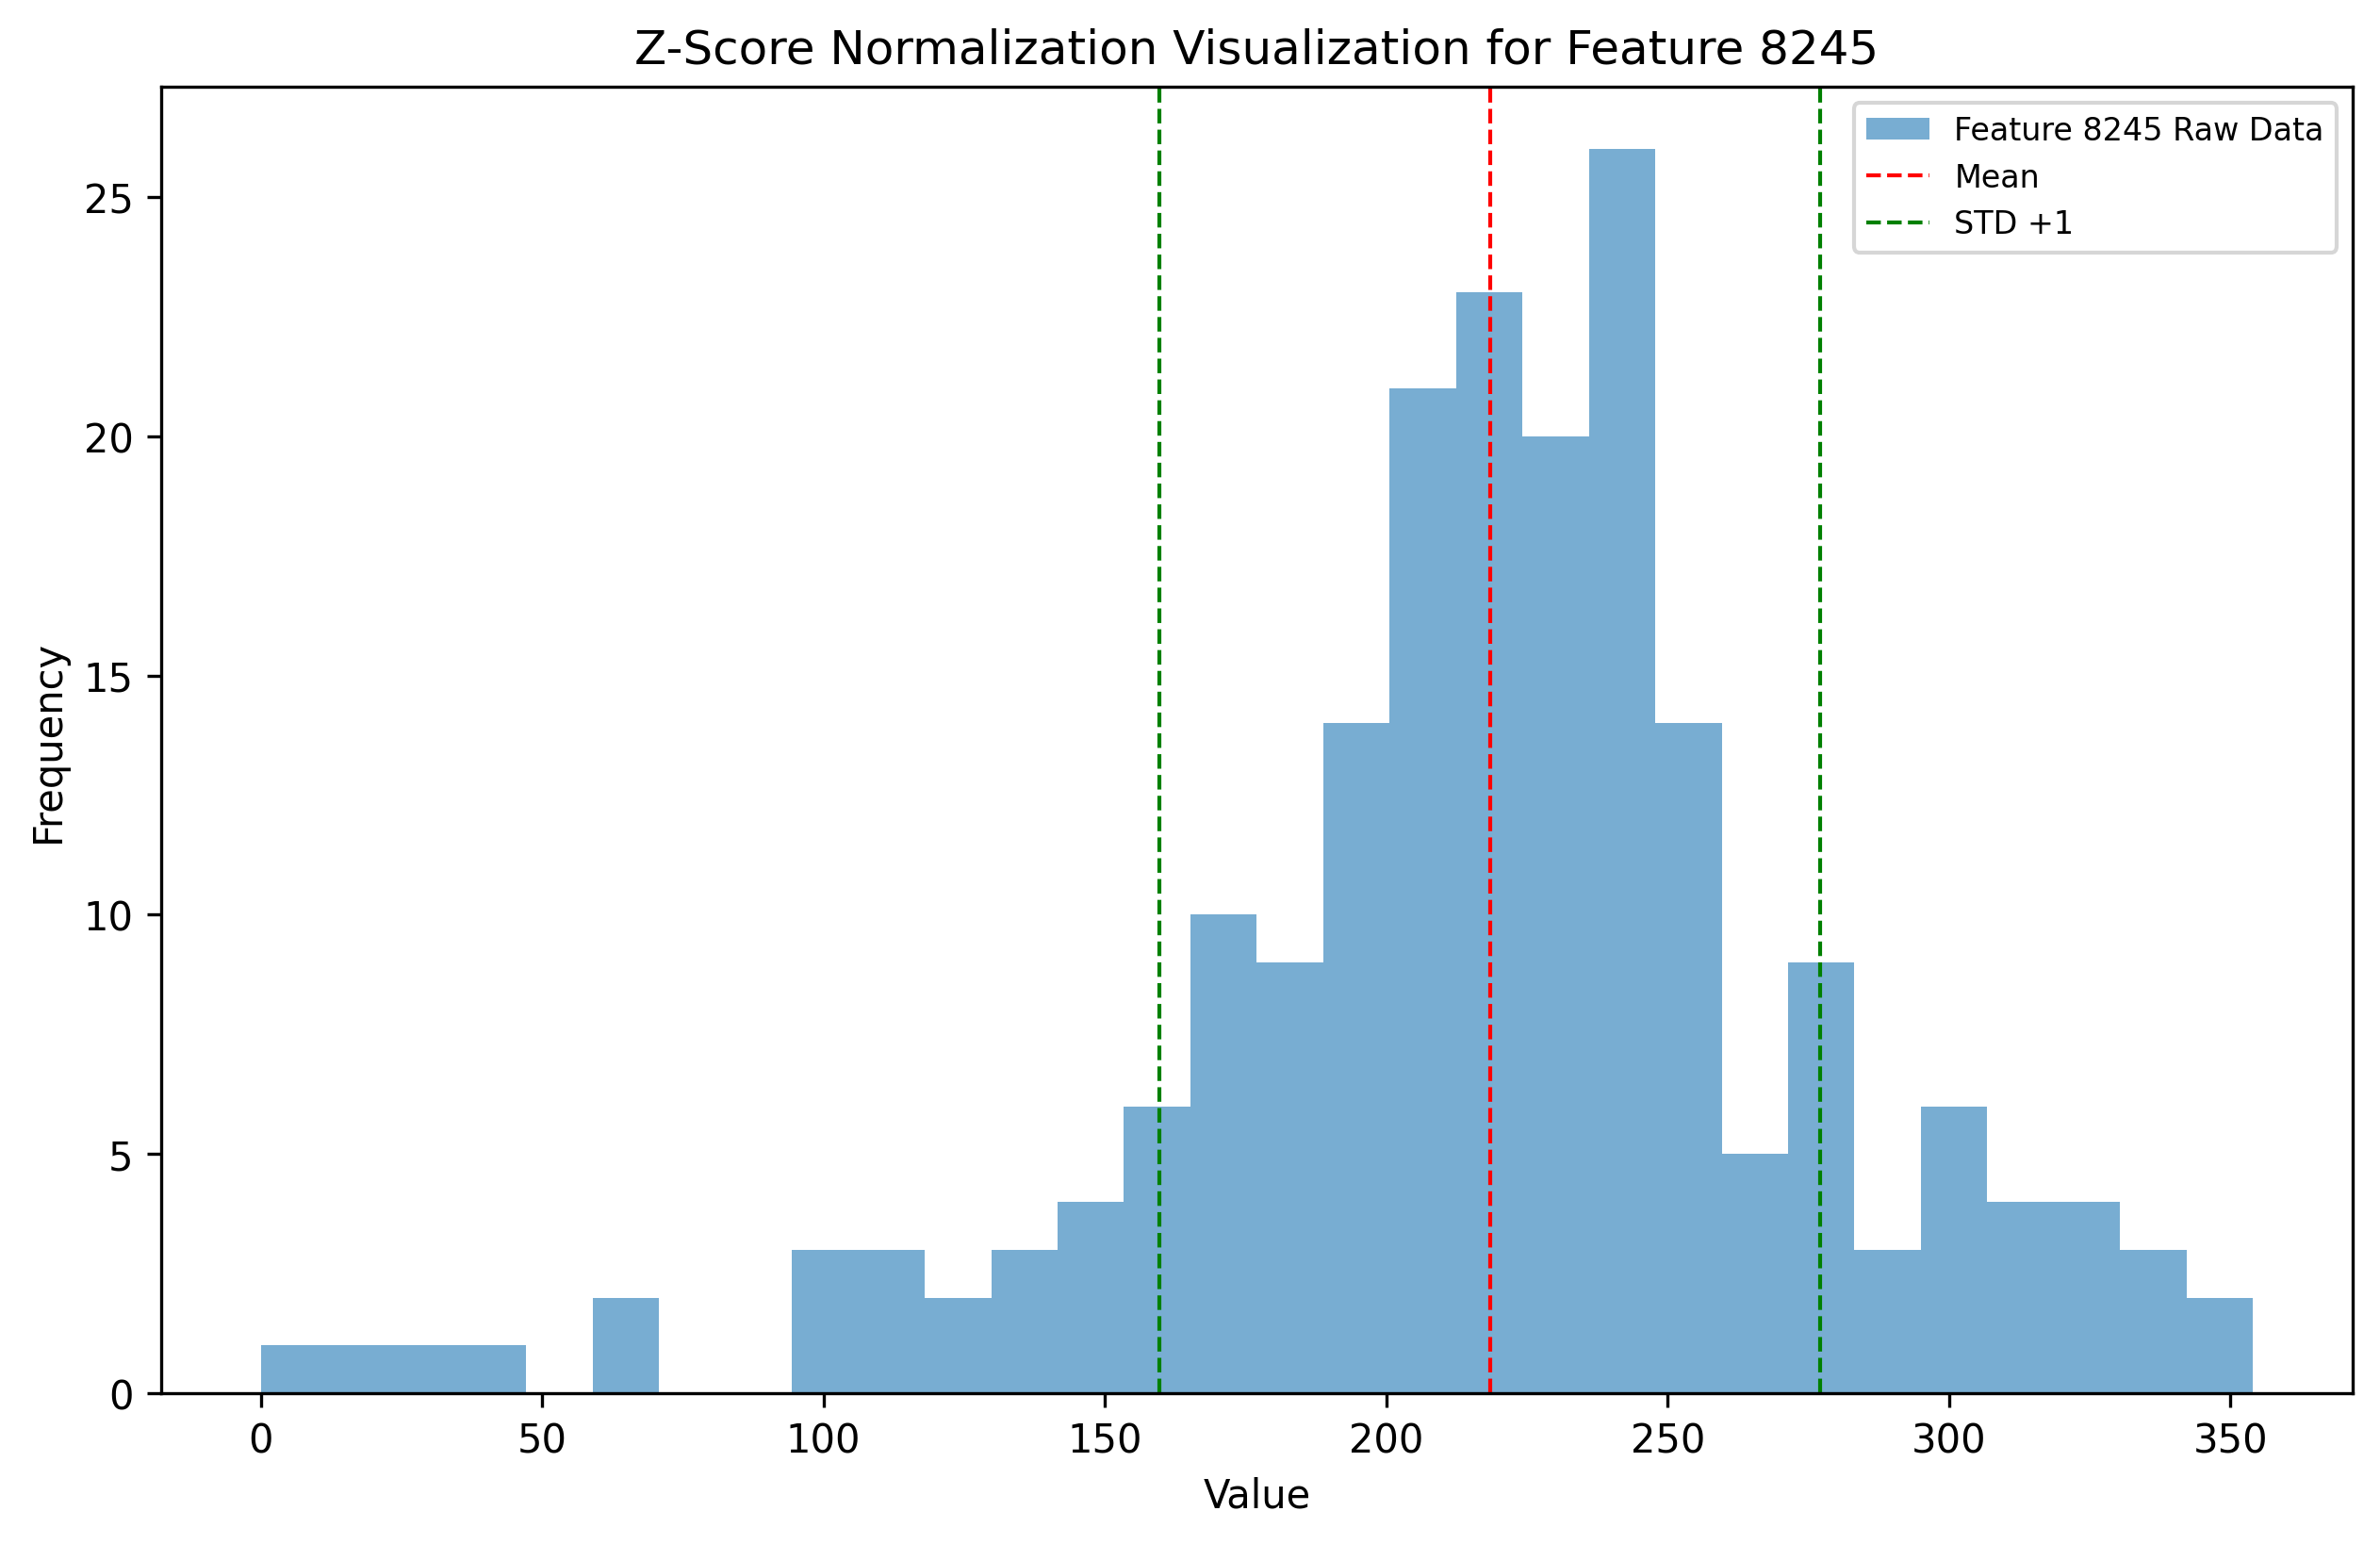 Z-Score Normalization Visualization for Feature 8245
Feature 8245 Raw Data
Mean
STD +1
25
20
15
10
5
0
Frequency
0 50 100 150 200 250 300 350
Value